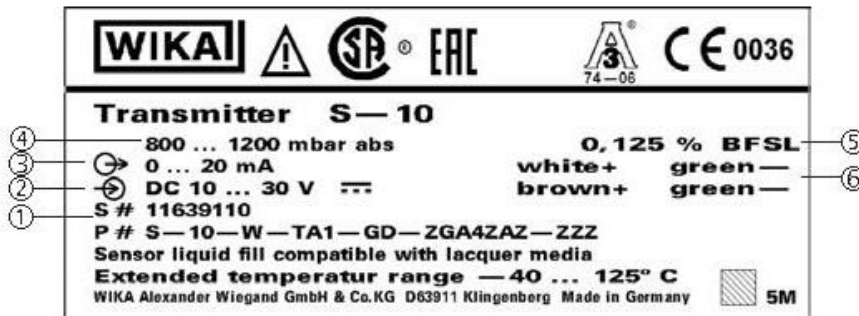 WIKA CSA ® EAC A 3 ® 74—06 CE 0036
Transmitter S—10
④ 800 ... 1200 mbar abs 0,125 % BFSL ⑤
③ 0 ... 20 mA white+ green— ⑥
② DC 10 ... 30 V brown+ green—
① S # 11639110
P # S—10—W—TA1—GD—ZGA4ZAZ—ZZZ
Sensor liquid fill compatible with lacquer media
Extended temperatur range —40 ... 125° C
WIKA Alexander Wiegand GmbH & Co.KG D63911 Klingenberg Made in Germany 5M